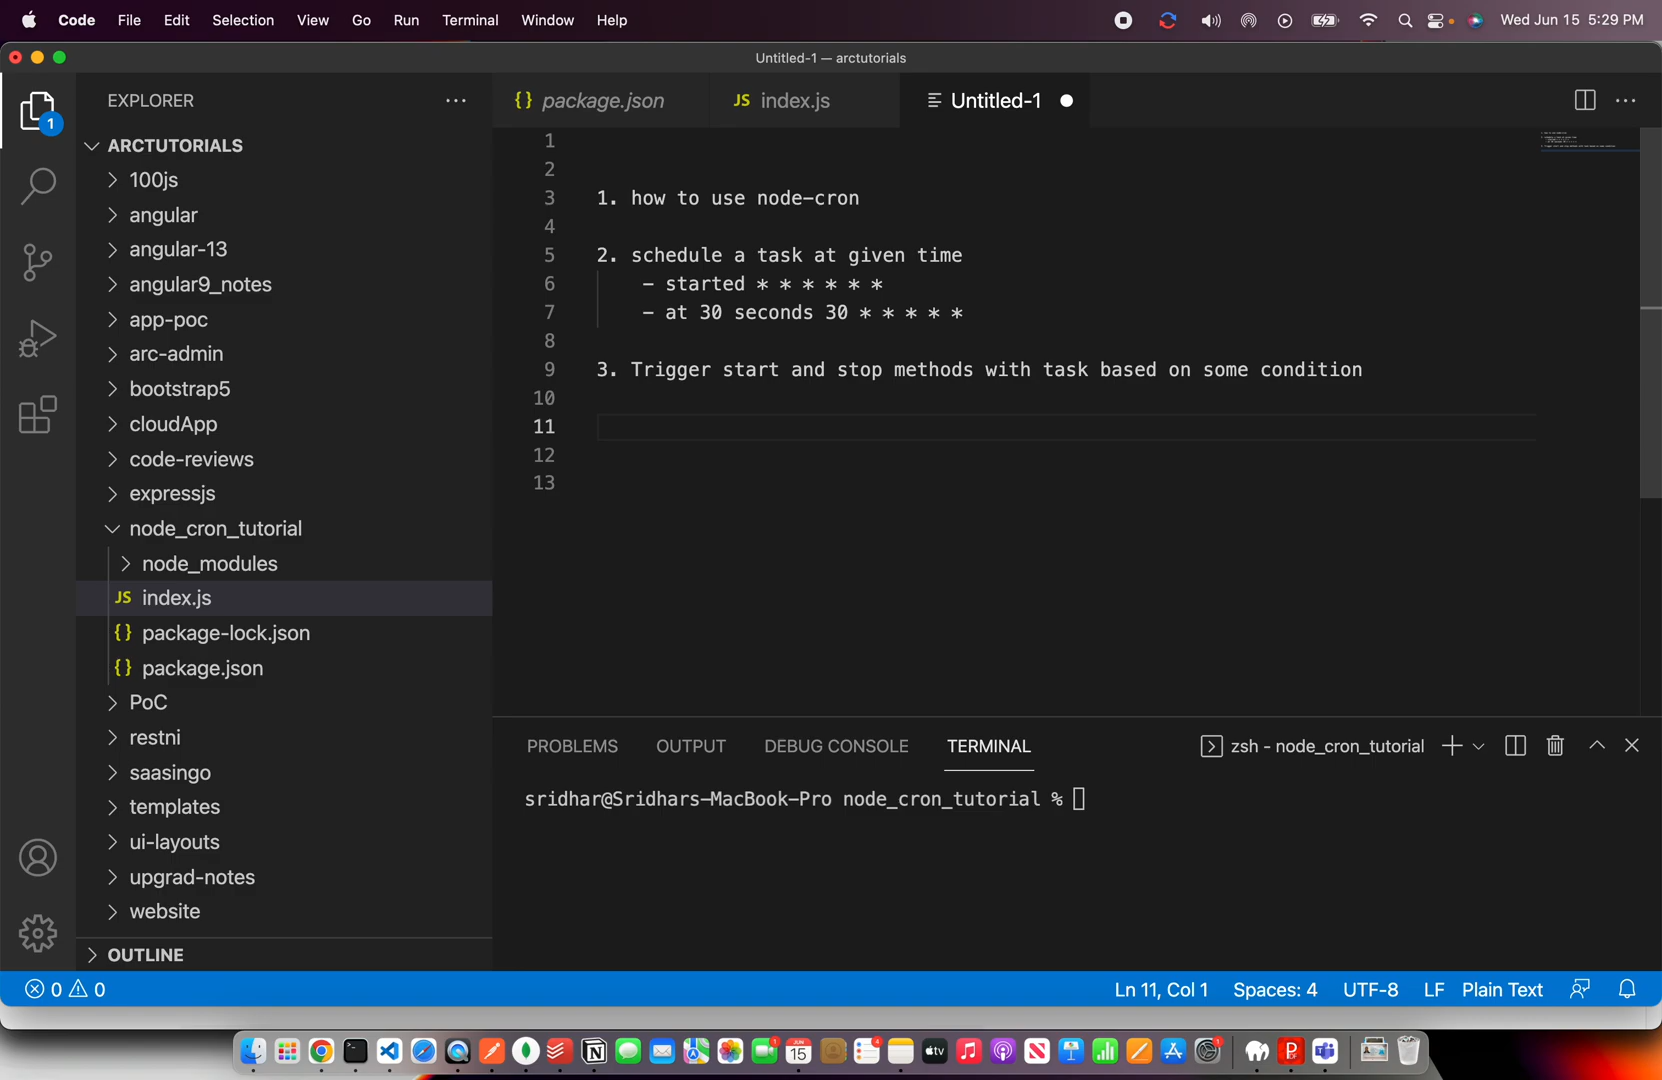 Code File Edit Selection View Go Run Terminal Window Help Wed Jun 15 5:29 PM
Untitled-1 — arctutorials
EXPLORER
{} package.json JS index.js Untitled-1
ARCTUTORIALS
100js
angular
angular-13
angular9_notes
app-poc
arc-admin
bootstrap5
cloudApp
code-reviews
expressjs
node_cron_tutorial
node_modules
JS index.js
{} package-lock.json
{} package.json
PoC
restni
saasingo
templates
ui-layouts
upgrad-notes
website
OUTLINE
1
2
3 1. how to use node-cron
4
5 2. schedule a task at given time
6 - started * * * * * *
7 - at 30 seconds 30 * * * * *
8
9 3. Trigger start and stop methods with task based on some condition
10
11
12
13
PROBLEMS OUTPUT DEBUG CONSOLE TERMINAL zsh - node_cron_tutorial
sridhar@Sridhars-MacBook-Pro node_cron_tutorial %
0 0 Ln 11, Col 1 Spaces: 4 UTF-8 LF Plain Text